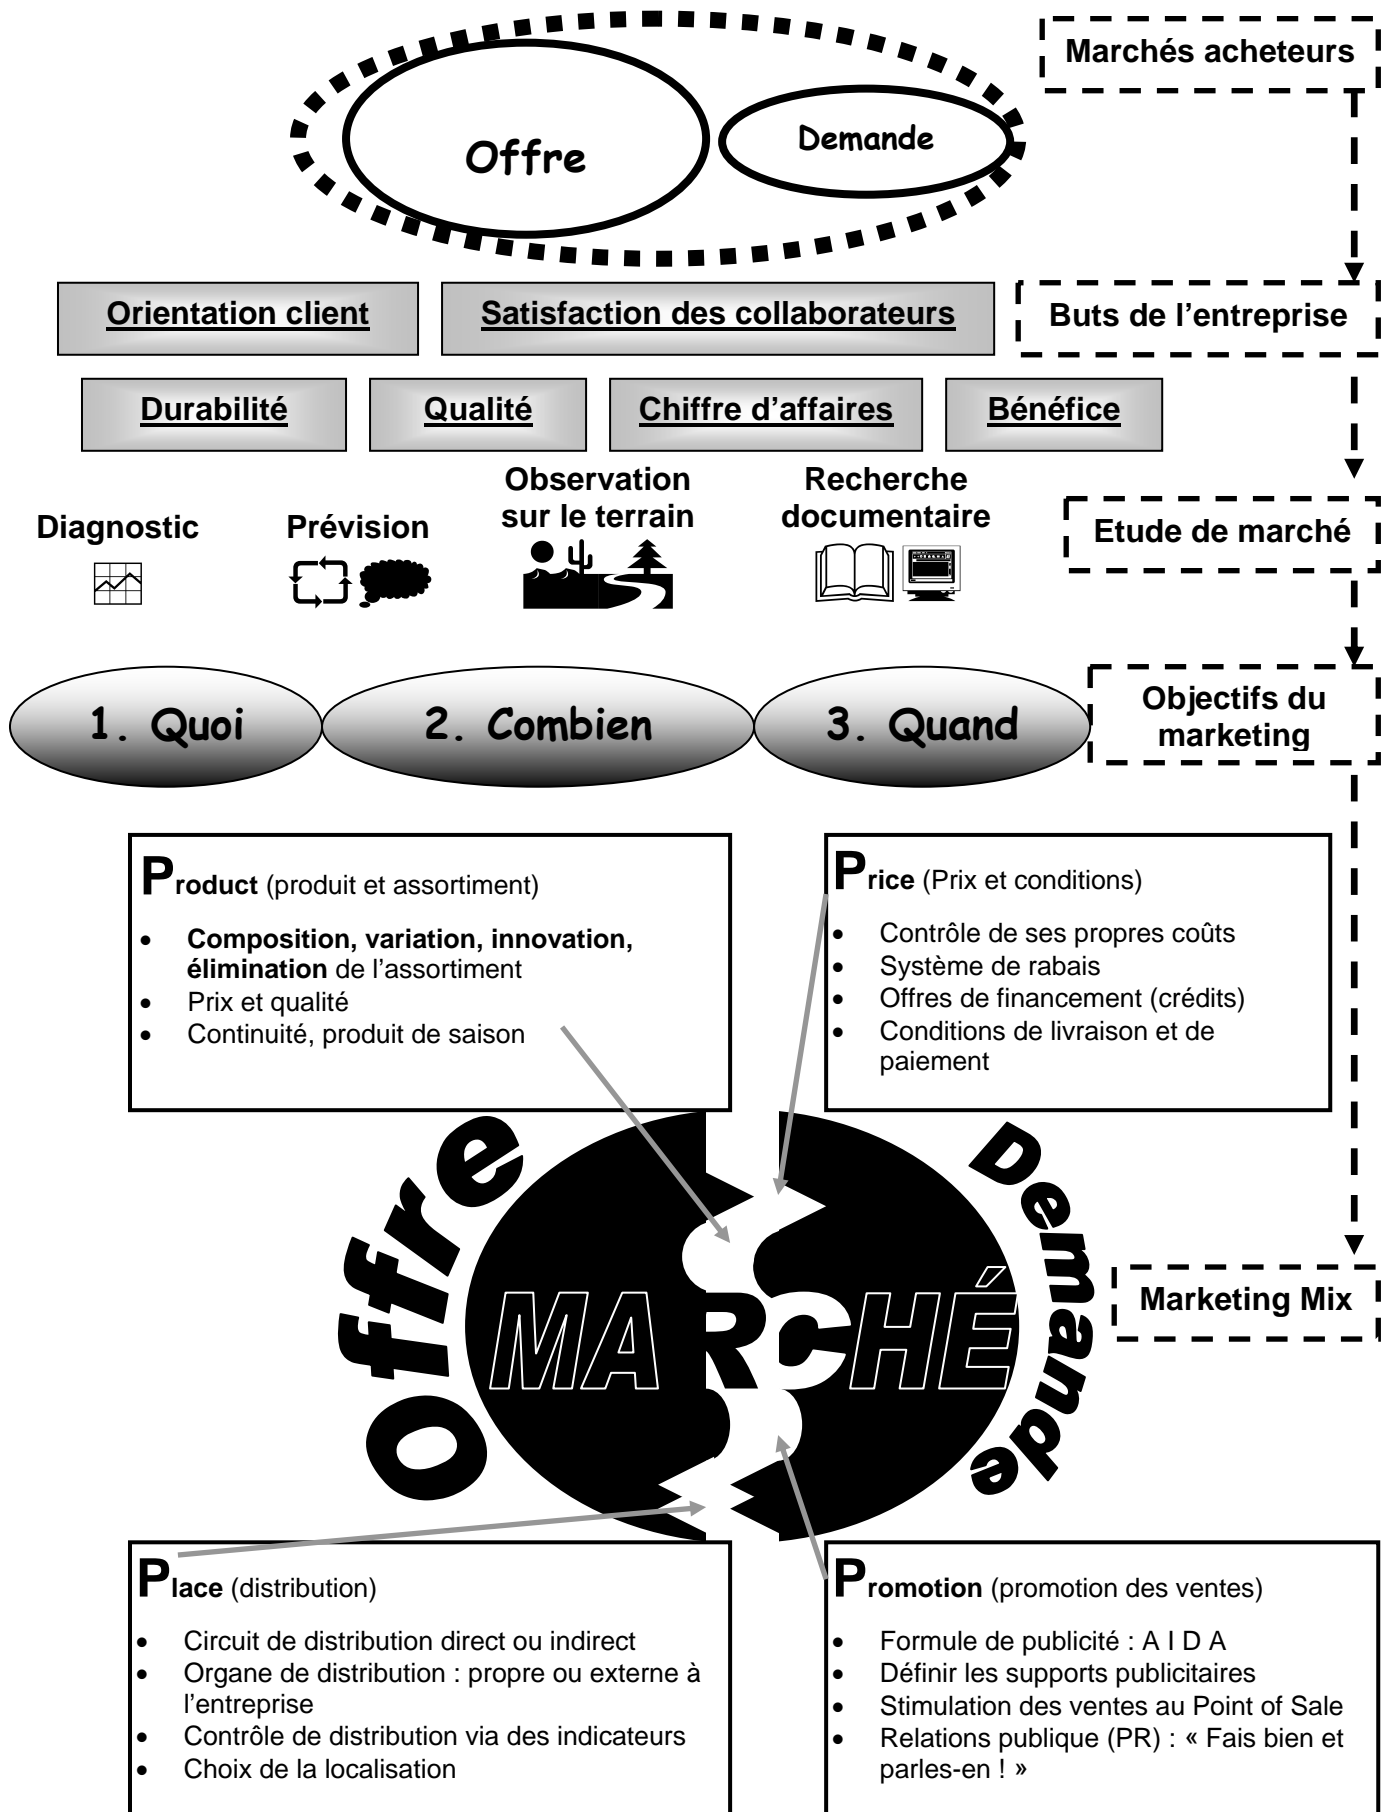 Marchés acheteurs
Offre
Demande
Orientation client
Satisfaction des collaborateurs
Buts de l’entreprise
Durabilité
Qualité
Chiffre d’affaires
Bénéfice
Diagnostic
Prévision
Observation
sur le terrain
Recherche
documentaire
Etude de marché
1. Quoi
2. Combien
3. Quand
Objectifs du
marketing
Product (produit et assortiment)
• Composition, variation, innovation,
élimination de l’assortiment
• Prix et qualité
• Continuité, produit de saison
Price (Prix et conditions)
• Contrôle de ses propres coûts
• Système de rabais
• Offres de financement (crédits)
• Conditions de livraison et de
paiement
Offre
MARCHÉ
Demande
Marketing Mix
Place (distribution)
• Circuit de distribution direct ou indirect
• Organe de distribution : propre ou externe à
l’entreprise
• Contrôle de distribution via des indicateurs
• Choix de la localisation
Promotion (promotion des ventes)
• Formule de publicité : A I D A
• Définir les supports publicitaires
• Stimulation des ventes au Point of Sale
• Relations publique (PR) : « Fais bien et
parles-en ! »